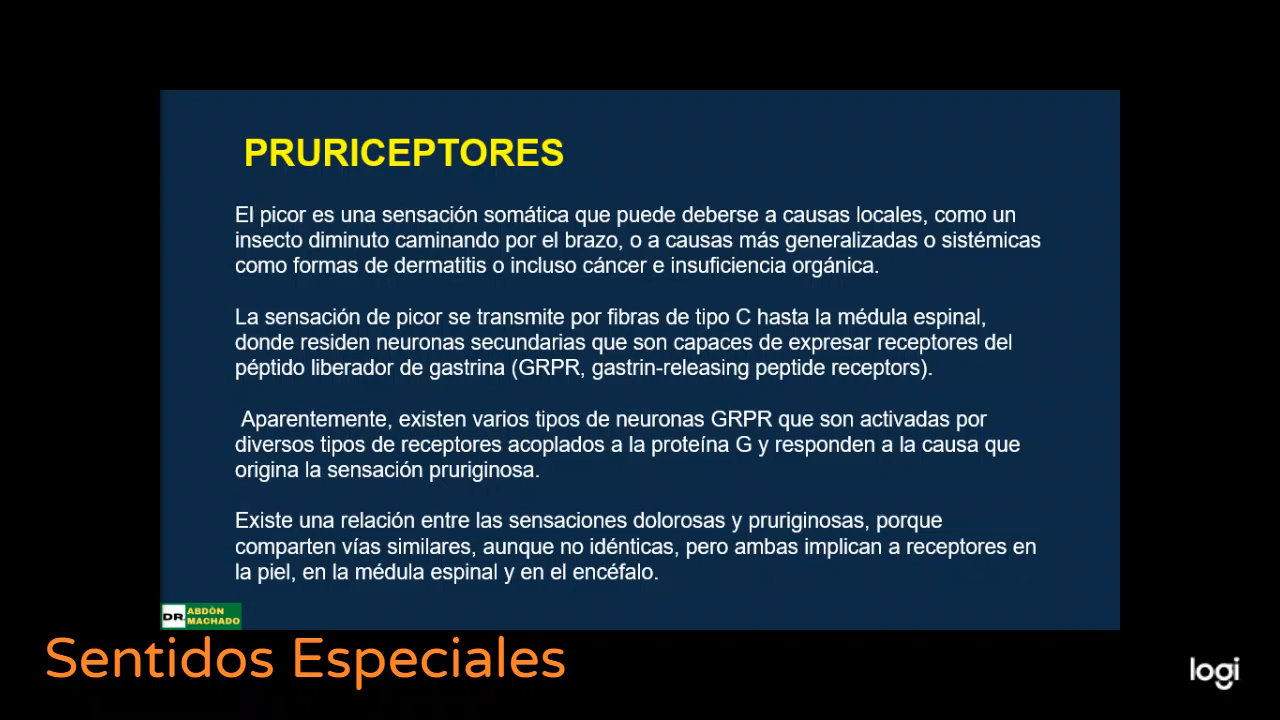 PRURICEPTORES
El picor es una sensación somática que puede deberse a causas locales, como un
insecto diminuto caminando por el brazo, o a causas más generalizadas o sistémicas
como formas de dermatitis o incluso cáncer e insuficiencia orgánica.
La sensación de picor se transmite por fibras de tipo C hasta la médula espinal,
donde residen neuronas secundarias que son capaces de expresar receptores del
péptido liberador de gastrina (GRPR, gastrin-releasing peptide receptors).
Aparentemente, existen varios tipos de neuronas GRPR que son activadas por
diversos tipos de receptores acoplados a la proteína G y responden a la causa que
origina la sensación pruriginosa.
Existe una relación entre las sensaciones dolorosas y pruriginosas, porque
comparten vías similares, aunque no idénticas, pero ambas implican a receptores en
la piel, en la médula espinal y en el encéfalo.
DR ABDÒN
MACHADO
Sentidos Especiales
logi